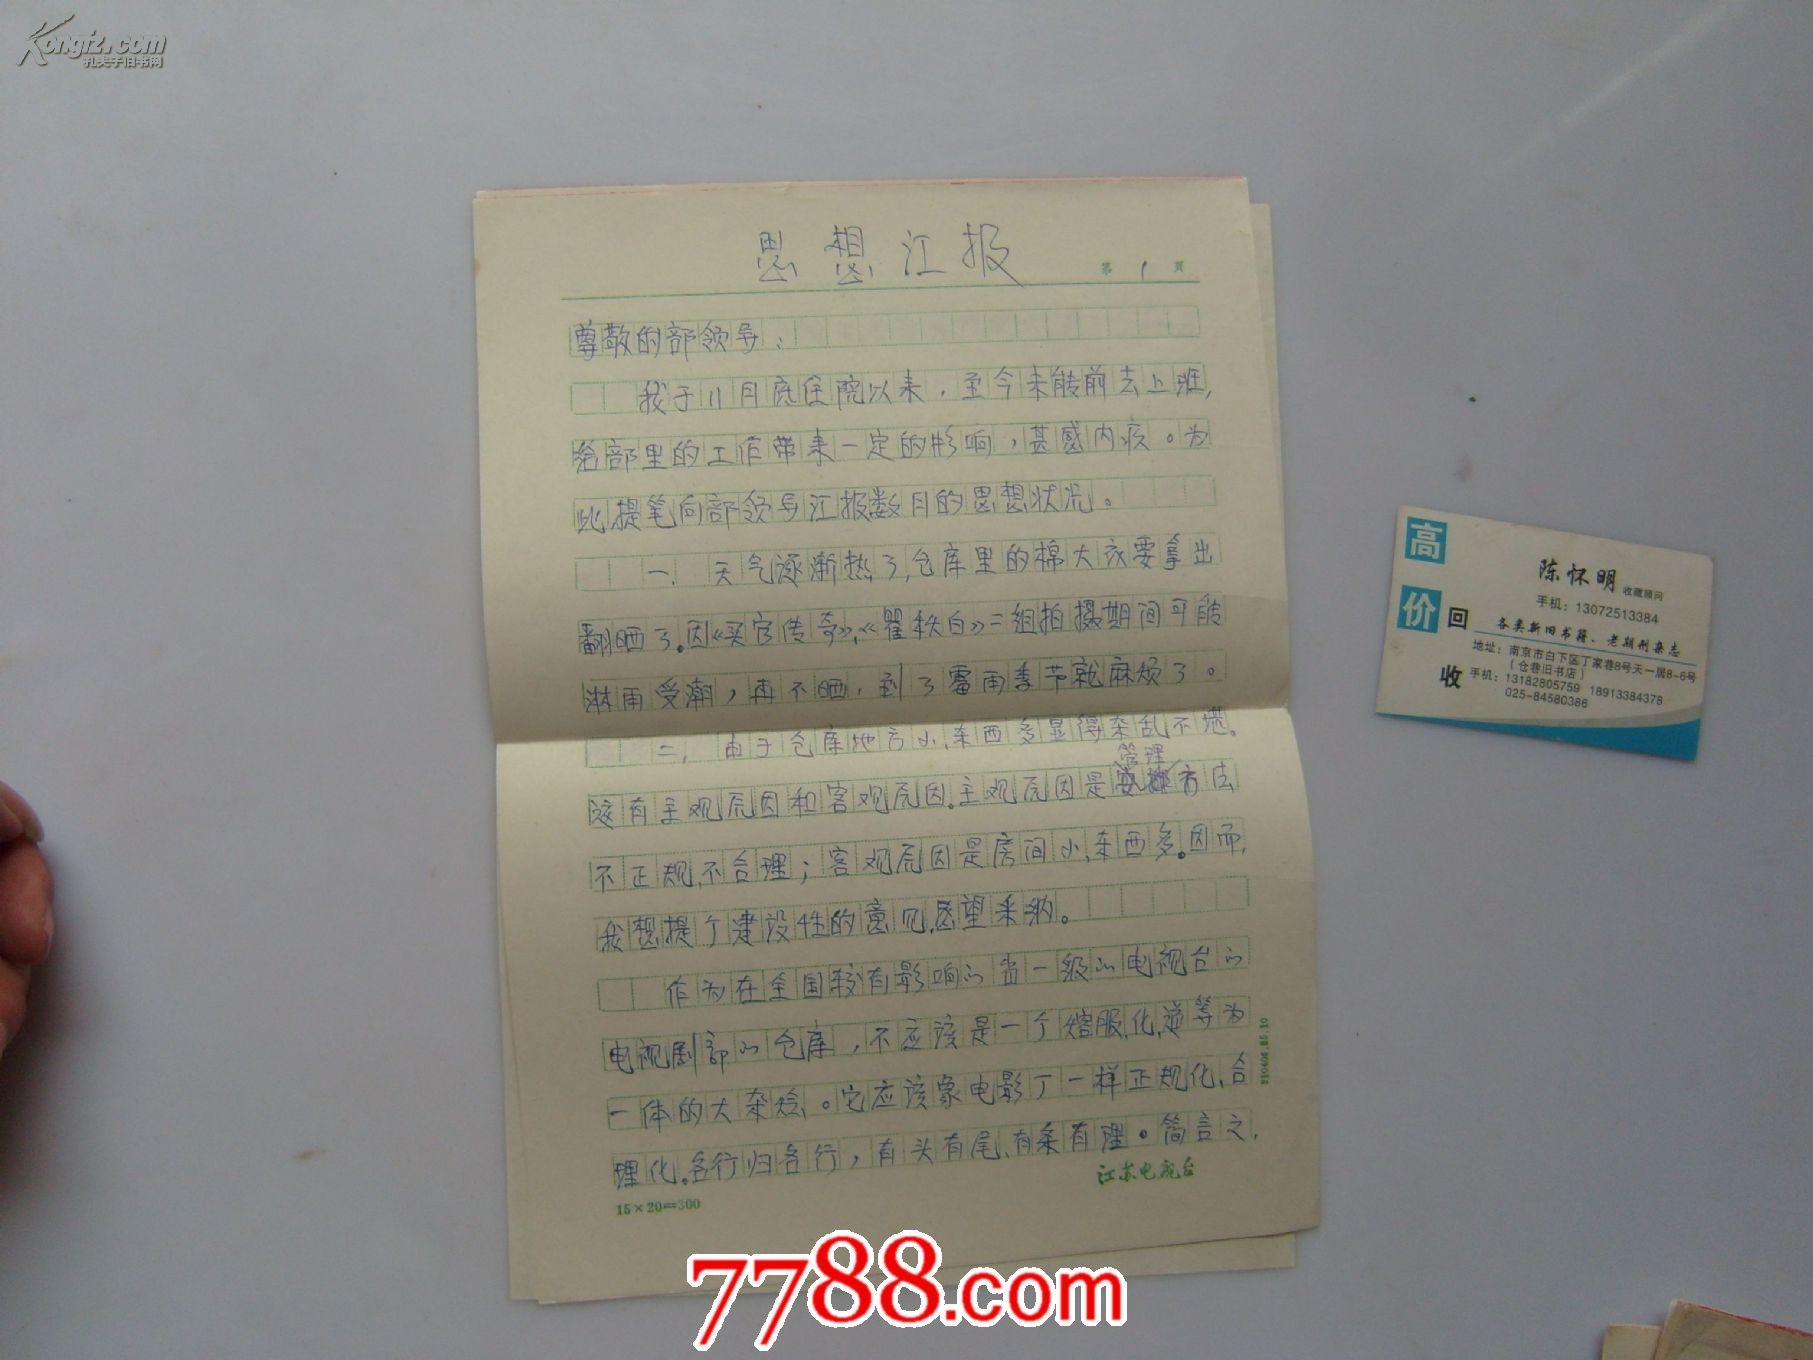 Kongfz.com
孔夫子旧书网
思想汇报
第 1 页
尊敬的部领导：
我于11月底住院以来，至今未能前去上班，
给部里的工作带来一定的影响，甚感内疚。为
此提笔向部领导汇报数月的思想状况。
一、天气逐渐热了，仓库里的棉大衣要拿出
翻晒了。因《买官传奇》、《瞿秋白》二组拍摄期间可能
淋雨受潮，再不晒，到了霉雨季节就麻烦了。
二、由于仓库地方小，东西多显得杂乱不堪。
管理
该有主观原因和客观原因。主观原因是安排方法
不正规，不合理；客观原因是房间小，东西多。因而，
我想提个建设性的意见，愿望采纳。
作为在全国较有影响的省一级的电视台的
电视剧部的仓库，不应该是一个熔服、化、道等为
一体的大杂烩。它应该象电影厂一样正规化、合
理化。各行归各行，有头有尾、有条有理。简言之，
江苏电视台
15×20=300
高价回收
陈怀明 收藏顾问
手机：13072513384
各类新旧书籍、老期刊杂志
地址：南京市白下区丁家巷8号天一居8-6号
（仓巷旧书店）
手机：13182805759 18913384378
025-84580386
7788.com